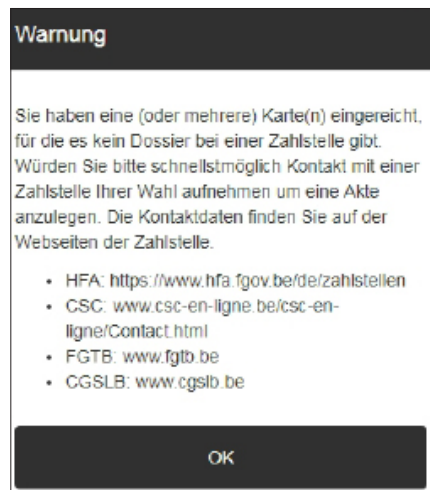 Warnung
Sie haben eine (oder mehrere) Karte(n) eingereicht,
für die es kein Dossier bei einer Zahlstelle gibt.
Würden Sie bitte schnellstmöglich Kontakt mit einer
Zahlstelle Ihrer Wahl aufnehmen um eine Akte
anzulegen. Die Kontaktdaten finden Sie auf der
Webseiten der Zahlstelle.
• HFA: https://www.hfa.fgov.be/de/zahlstellen
• CSC: www.csc-en-ligne.be/csc-en-
ligne/Contact.html
• FGTB: www.fgtb.be
• CGSLB: www.cgslb.be
OK